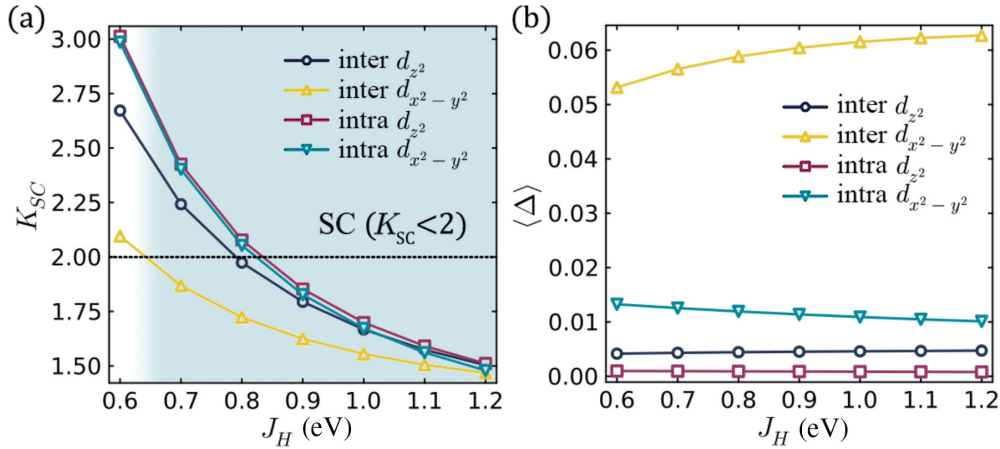 (a)
3.00
2.75
2.50
2.25
2.00
1.75
1.50
K_SC
inter d_{z^2}
inter d_{x^2 − y^2}
intra d_{z^2}
intra d_{x^2 − y^2}
SC (K_SC<2)
0.6 0.7 0.8 0.9 1.0 1.1 1.2
J_H (eV)
(b)
0.06
0.05
0.04
0.03
0.02
0.01
0.00
⟨Δ⟩
inter d_{z^2}
inter d_{x^2 − y^2}
intra d_{z^2}
intra d_{x^2 − y^2}
0.6 0.7 0.8 0.9 1.0 1.1 1.2
J_H (eV)